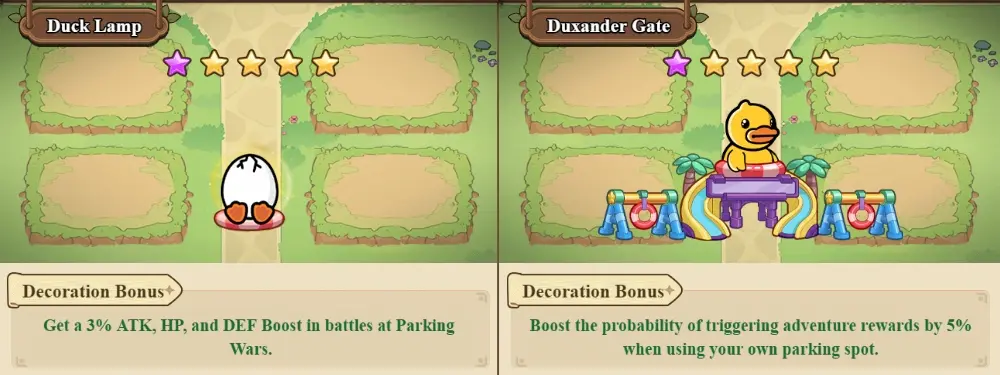 Duck Lamp
Decoration Bonus
Get a 3% ATK, HP, and DEF Boost in battles at Parking
Wars.
Duxander Gate
Decoration Bonus
Boost the probability of triggering adventure rewards by 5%
when using your own parking spot.